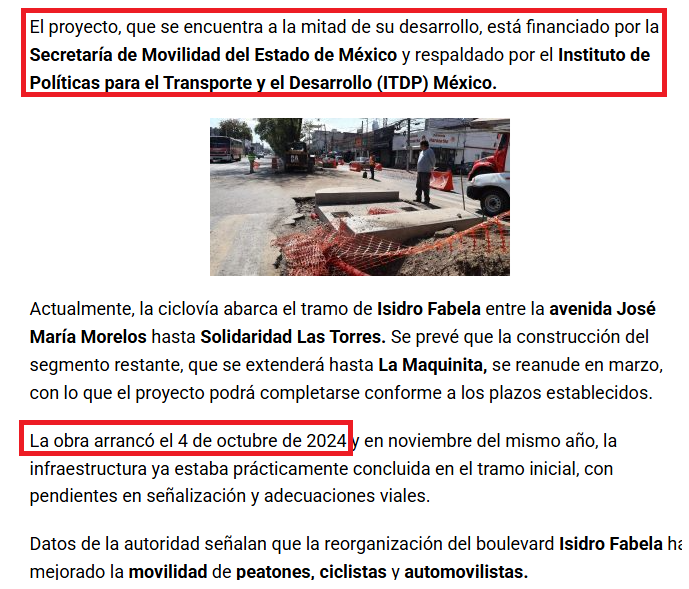 El proyecto, que se encuentra a la mitad de su desarrollo, está financiado por la
Secretaría de Movilidad del Estado de México y respaldado por el Instituto de
Políticas para el Transporte y el Desarrollo (ITDP) México.
Actualmente, la ciclovía abarca el tramo de Isidro Fabela entre la avenida José
María Morelos hasta Solidaridad Las Torres. Se prevé que la construcción del
segmento restante, que se extenderá hasta La Maquinita, se reanude en marzo,
con lo que el proyecto podrá completarse conforme a los plazos establecidos.
La obra arrancó el 4 de octubre de 2024 y en noviembre del mismo año, la
infraestructura ya estaba prácticamente concluida en el tramo inicial, con
pendientes en señalización y adecuaciones viales.
Datos de la autoridad señalan que la reorganización del boulevard Isidro Fabela ha
mejorado la movilidad de peatones, ciclistas y automovilistas.